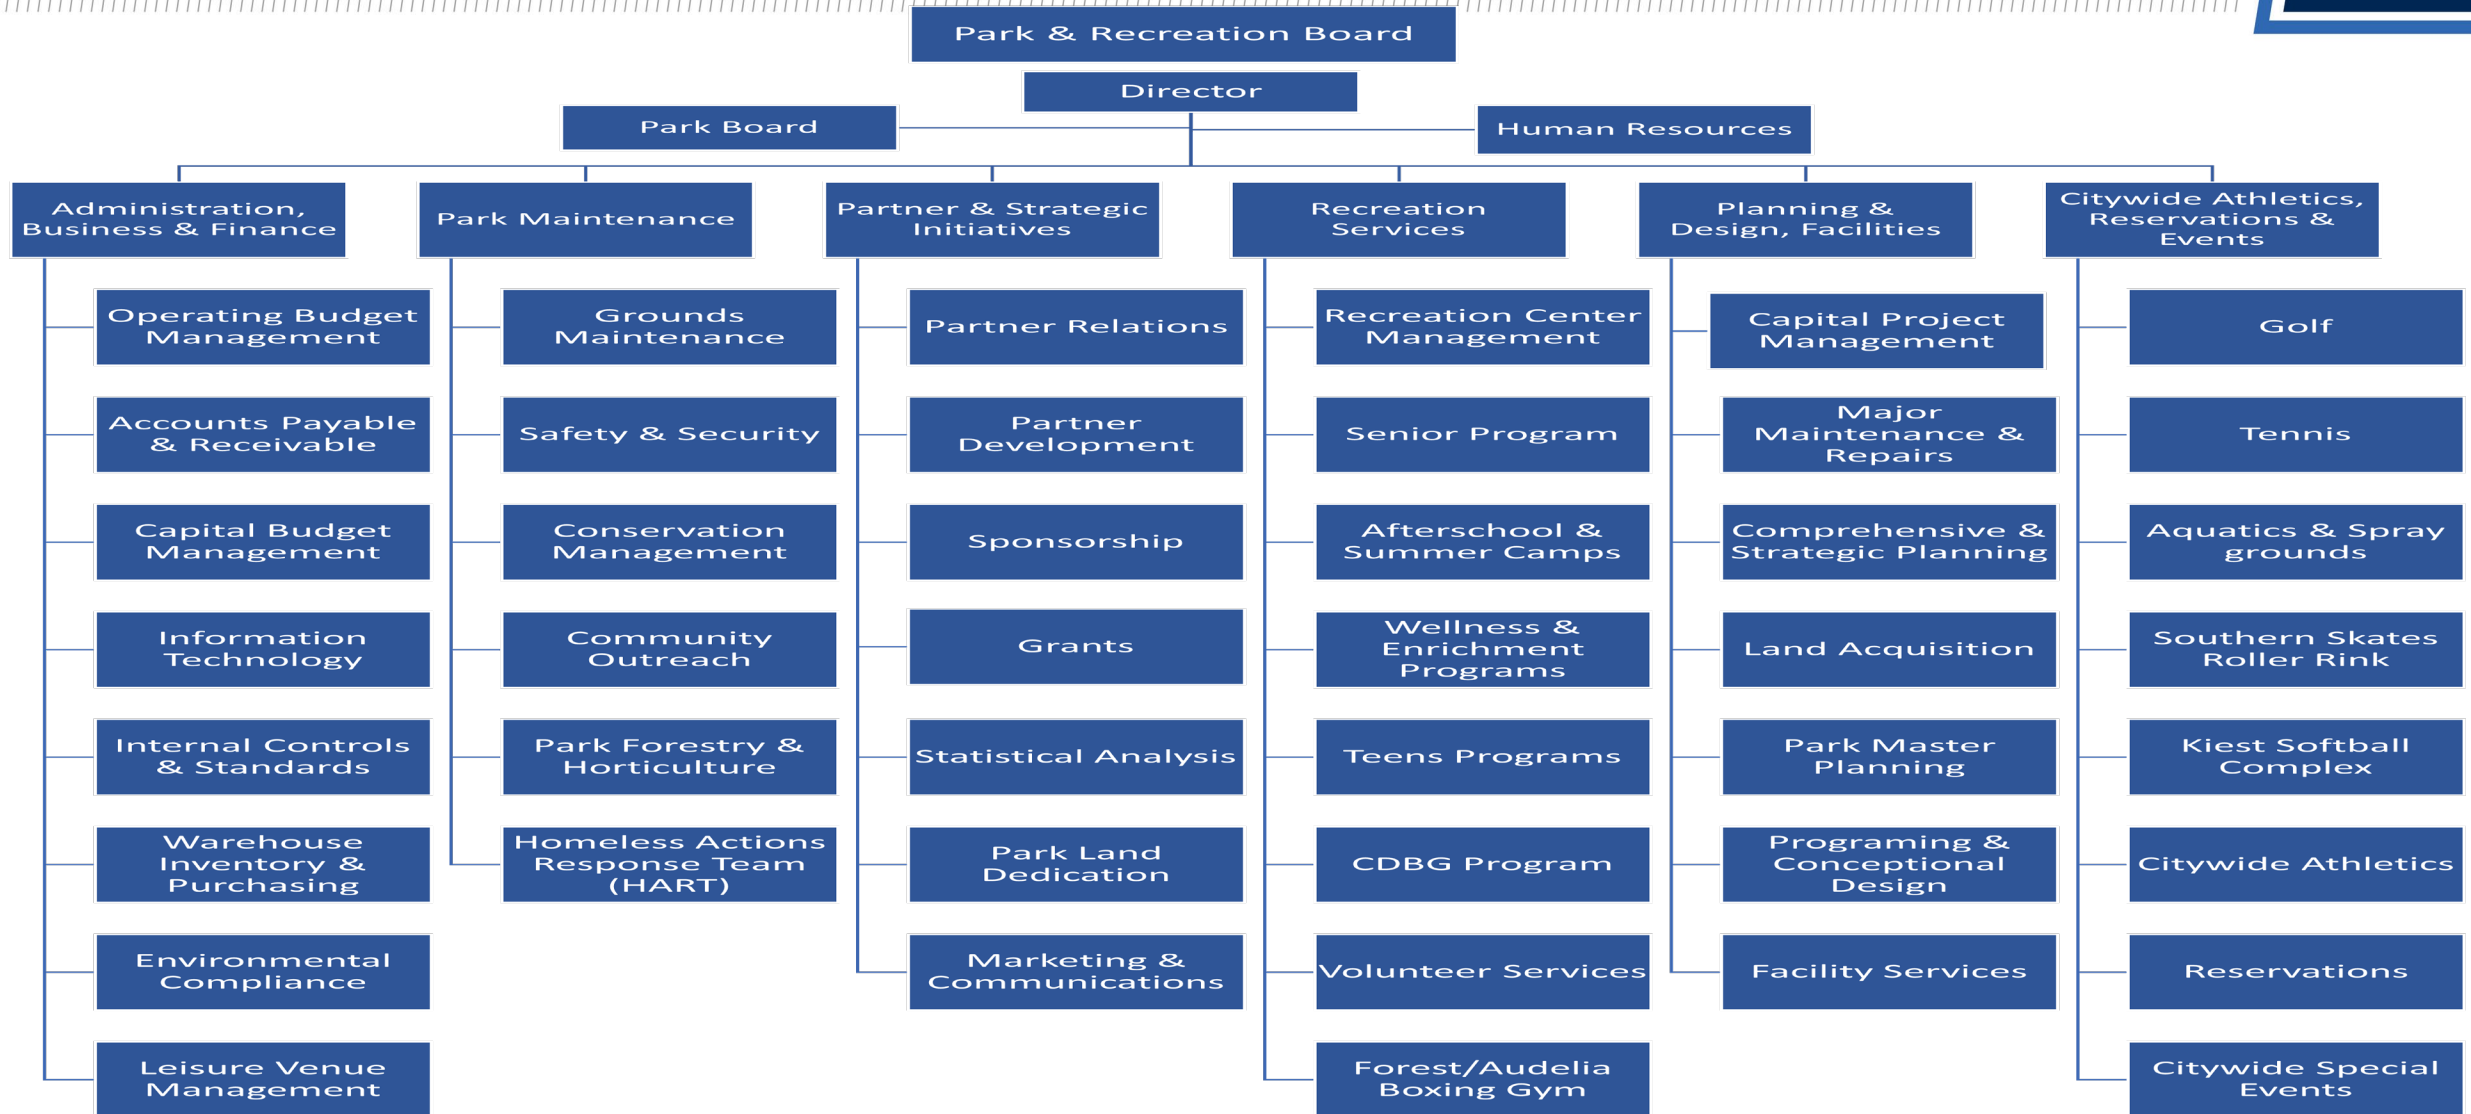 Park & Recreation Board
Director
Park Board
Human Resources
Administration,
Business & Finance
Park Maintenance
Partner & Strategic
Initiatives
Recreation
Services
Planning &
Design, Facilities
Citywide Athletics,
Reservations &
Events
Operating Budget
Management
Accounts Payable
& Receivable
Capital Budget
Management
Information
Technology
Internal Controls
& Standards
Warehouse
Inventory &
Purchasing
Environmental
Compliance
Leisure Venue
Management
Grounds
Maintenance
Safety & Security
Conservation
Management
Community
Outreach
Park Forestry &
Horticulture
Homeless Actions
Response Team
(HART)
Partner Relations
Partner
Development
Sponsorship
Grants
Statistical Analysis
Park Land
Dedication
Marketing &
Communications
Recreation Center
Management
Senior Program
Afterschool &
Summer Camps
Wellness &
Enrichment
Programs
Teens Programs
CDBG Program
Volunteer Services
Forest/Audelia
Boxing Gym
Capital Project
Management
Major
Maintenance &
Repairs
Comprehensive &
Strategic Planning
Land Acquisition
Park Master
Planning
Programing &
Conceptional
Design
Facility Services
Golf
Tennis
Aquatics & Spray
grounds
Southern Skates
Roller Rink
Kiest Softball
Complex
Citywide Athletics
Reservations
Citywide Special
Events